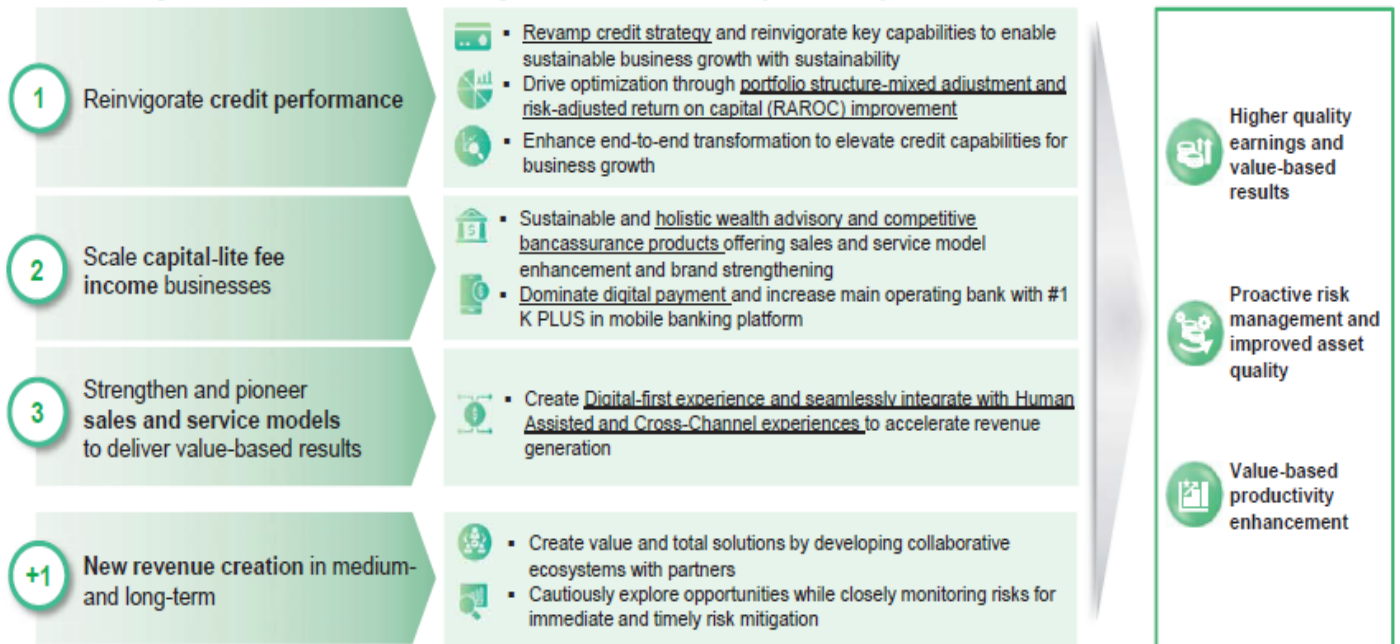 1
Reinvigorate credit performance
▪ Revamp credit strategy and reinvigorate key capabilities to enable
sustainable business growth with sustainability
▪ Drive optimization through portfolio structure-mixed adjustment and
risk-adjusted return on capital (RAROC) improvement
▪ Enhance end-to-end transformation to elevate credit capabilities for
business growth
2
Scale capital-lite fee
income businesses
▪ Sustainable and holistic wealth advisory and competitive
bancassurance products offering sales and service model
enhancement and brand strengthening
▪ Dominate digital payment and increase main operating bank with #1
K PLUS in mobile banking platform
3
Strengthen and pioneer
sales and service models
to deliver value-based results
▪ Create Digital-first experience and seamlessly integrate with Human
Assisted and Cross-Channel experiences to accelerate revenue
generation
+1
New revenue creation in medium-
and long-term
▪ Create value and total solutions by developing collaborative
ecosystems with partners
▪ Cautiously explore opportunities while closely monitoring risks for
immediate and timely risk mitigation
Higher quality
earnings and
value-based
results
Proactive risk
management and
improved asset
quality
Value-based
productivity
enhancement